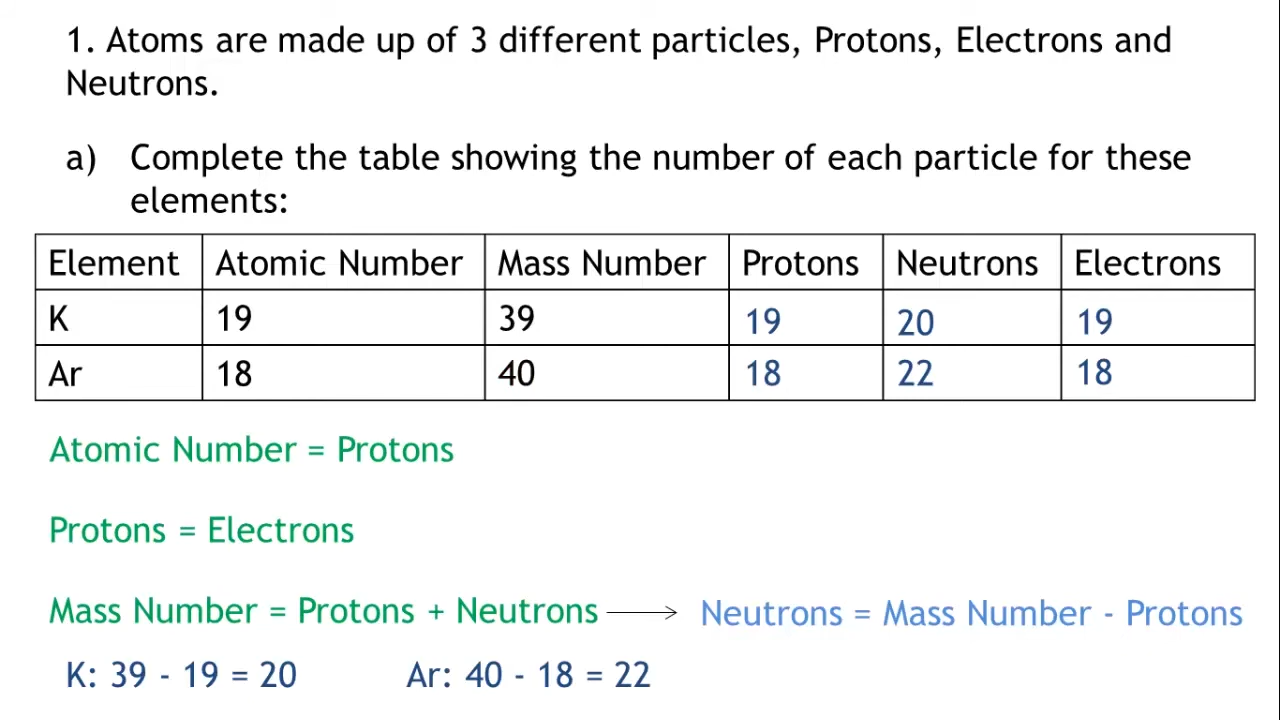 1. Atoms are made up of 3 different particles, Protons, Electrons and
Neutrons.
a) Complete the table showing the number of each particle for these
elements:
Element Atomic Number Mass Number Protons Neutrons Electrons
K 19 39 19 20 19
Ar 18 40 18 22 18
Atomic Number = Protons
Protons = Electrons
Mass Number = Protons + Neutrons → Neutrons = Mass Number - Protons
K: 39 - 19 = 20 Ar: 40 - 18 = 22